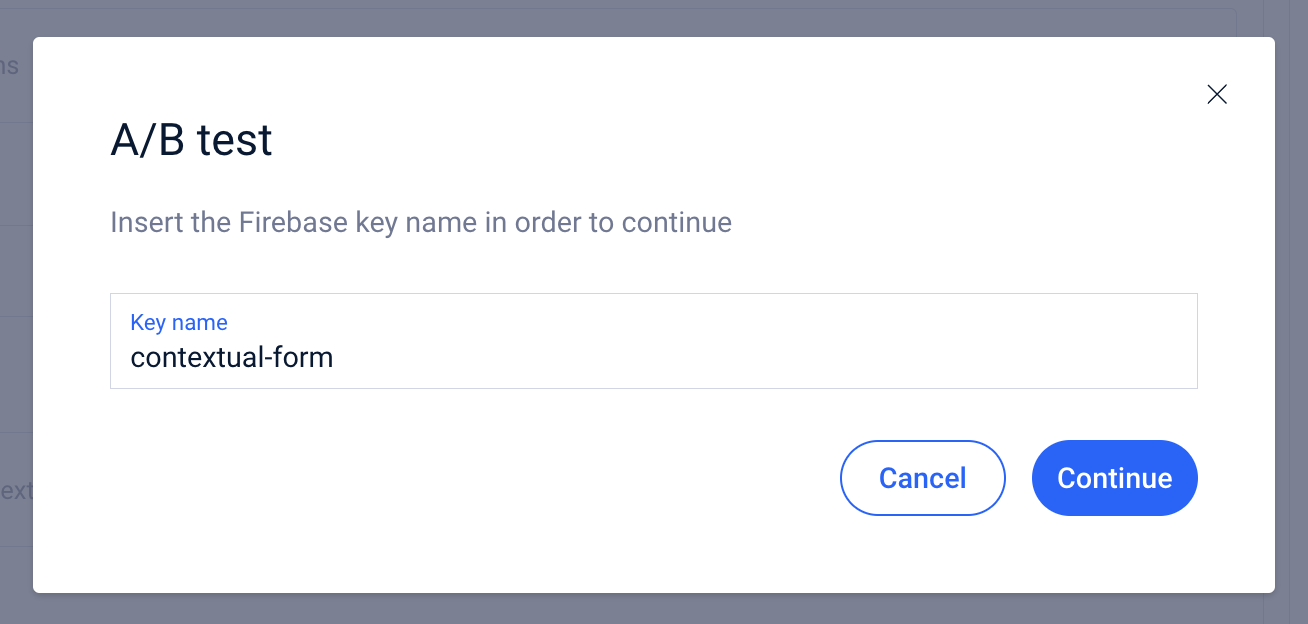 A/B test
Insert the Firebase key name in order to continue
Key name
contextual-form
Cancel
Continue